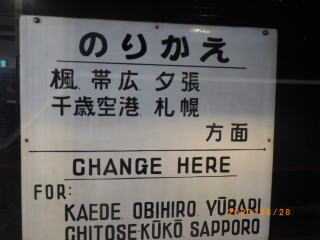 のりかえ
楓. 帯広. 夕張
千歳空港. 札幌
方面
CHANGE HERE
FOR:
KAEDE. OBIHIRO. YŪBARI
CHITOSE-KŪKŌ SAPPORO